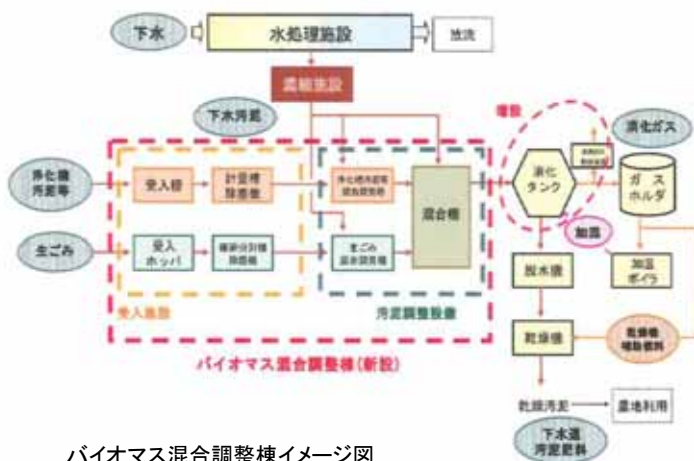 下水
水処理施設
放流
濃縮施設
下水汚泥
増設
消化ガス
浄化槽
汚泥等
受入槽
計量槽
除塵機
混合槽
消化
タンク
ガス
ホルダ
生ごみ
受入
ホッパ
生ごみ
加温
脱水機
加温
ボイラ
受入施設
汚泥調整設備
バイオマス混合調整棟(新設)
乾燥機
乾燥機
補助燃料
乾燥汚泥
農地利用
下水道
汚泥肥料
バイオマス混合調整棟イメージ図